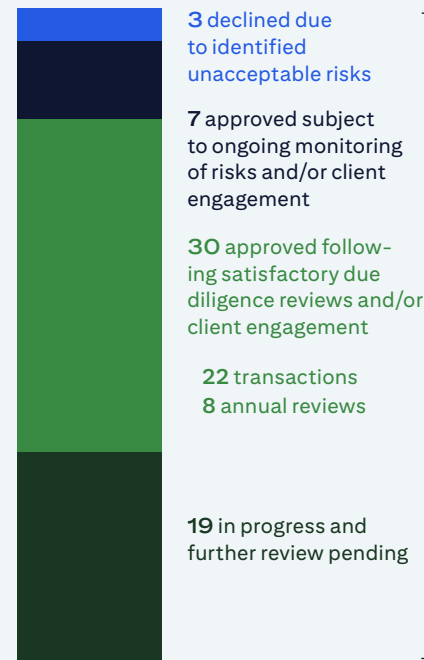 3 declined due
to identified
unacceptable risks
7 approved subject
to ongoing monitoring
of risks and/or client
engagement
30 approved follow-
ing satisfactory due
diligence reviews and/or
client engagement
22 transactions
8 annual reviews
19 in progress and
further review pending